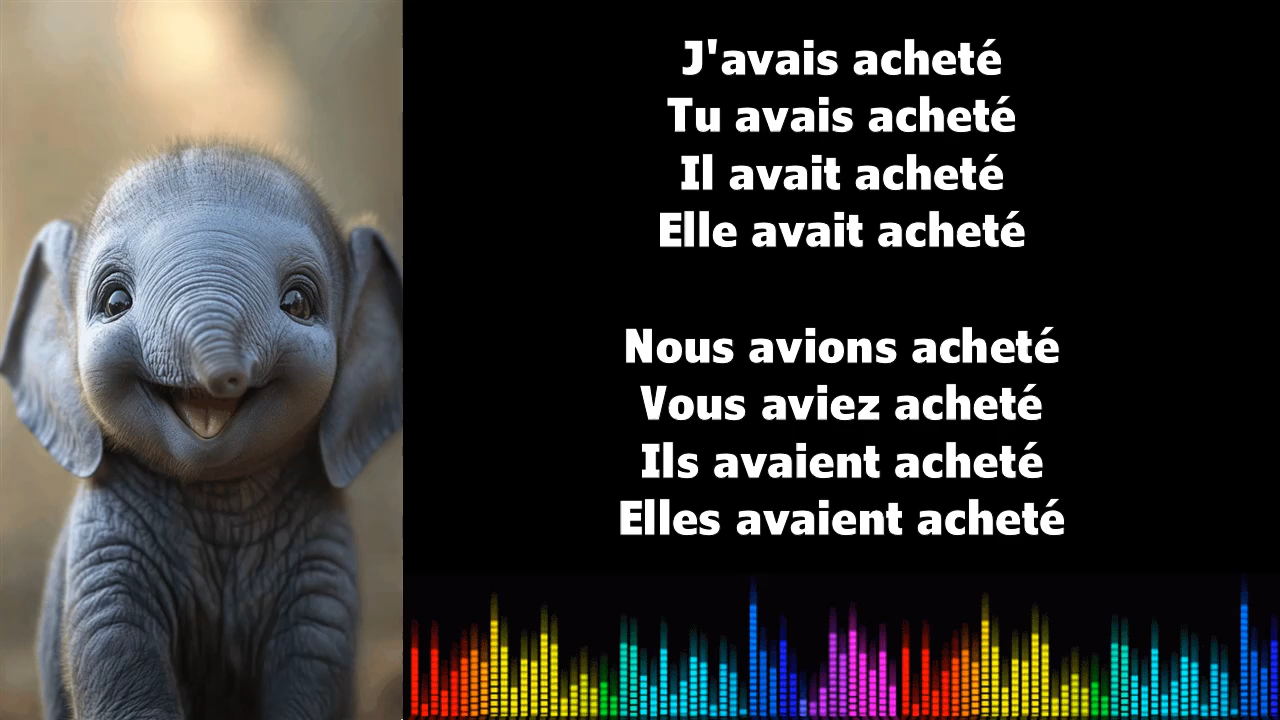 J'avais acheté
Tu avais acheté
Il avait acheté
Elle avait acheté
Nous avions acheté
Vous aviez acheté
Ils avaient acheté
Elles avaient acheté